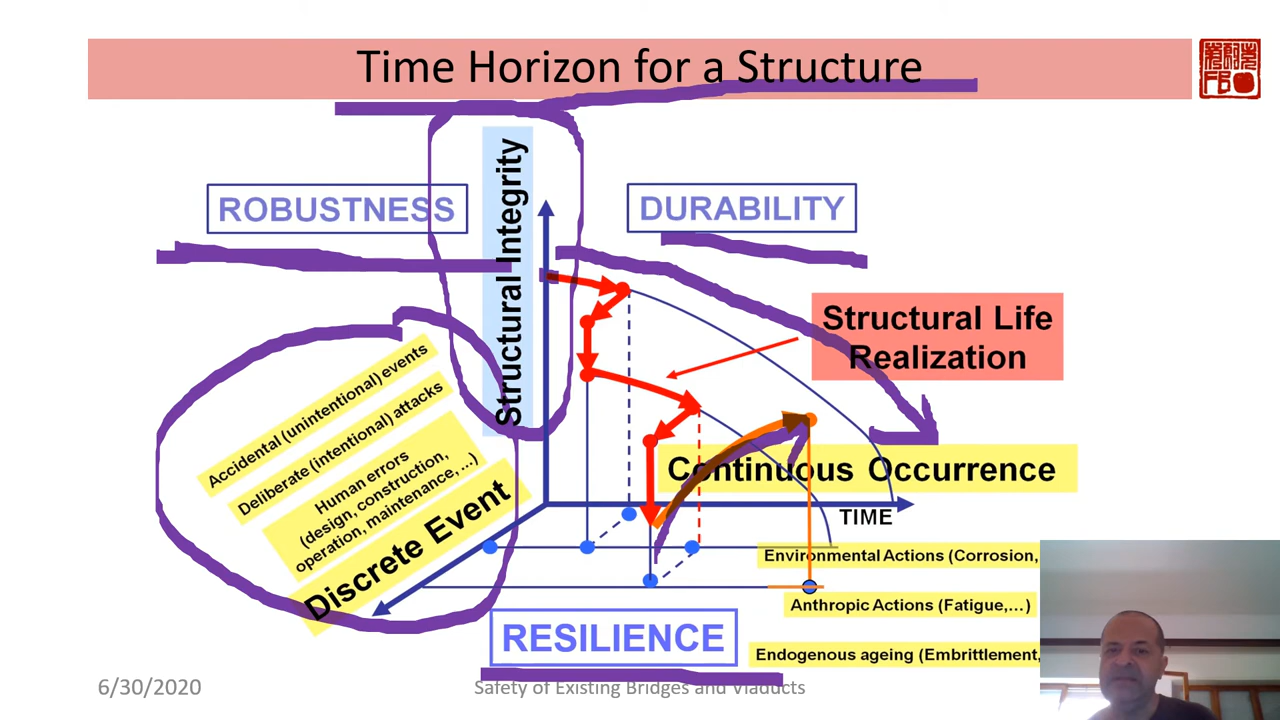 Time Horizon for a Structure
Structural Integrity
ROBUSTNESS
DURABILITY
Structural Life
Realization
Accidental (unintentional) events
Deliberate (intentional) attacks
Human errors
(design, construction,
operation, maintenance, ...)
Discrete Event
Continuous Occurrence
TIME
Environmental Actions (Corrosion,
Anthropic Actions (Fatigue,...)
Endogenous ageing (Embrittlement,
RESILIENCE
6/30/2020
Safety of Existing Bridges and Viaducts